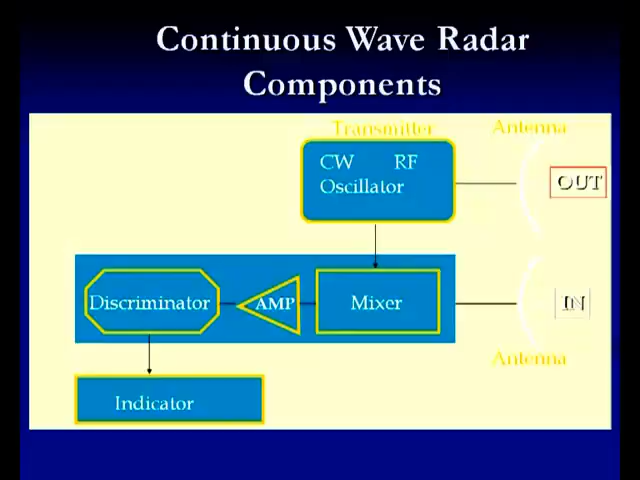 Continuous Wave Radar
Components
Transmitter
Antenna
CW RF
Oscillator
OUT
Discriminator
AMP
Mixer
IN
Antenna
Indicator